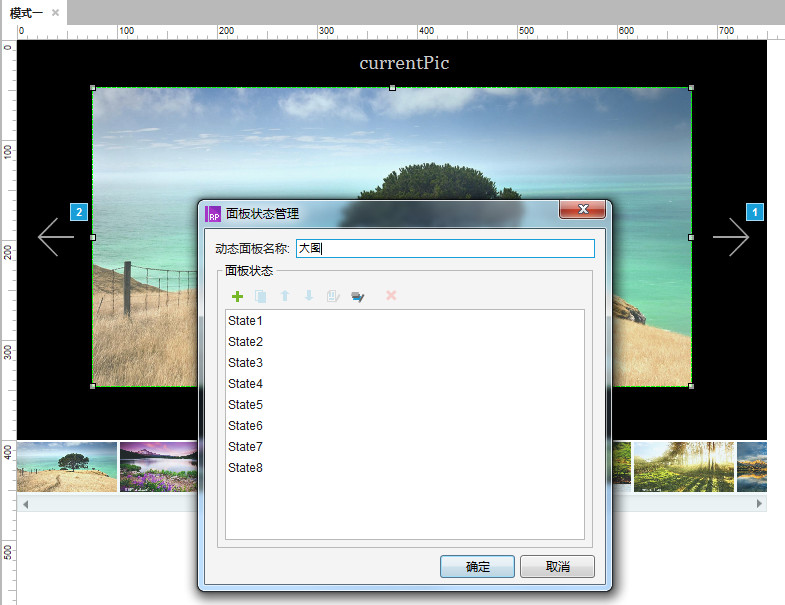 模式一
0 100 200 300 400 500 600 700
0
100
200
300
400
500
currentPic
2
1
RP 面板状态管理
动态面板名称: 大图
面板状态
State1
State2
State3
State4
State5
State6
State7
State8
确定 取消